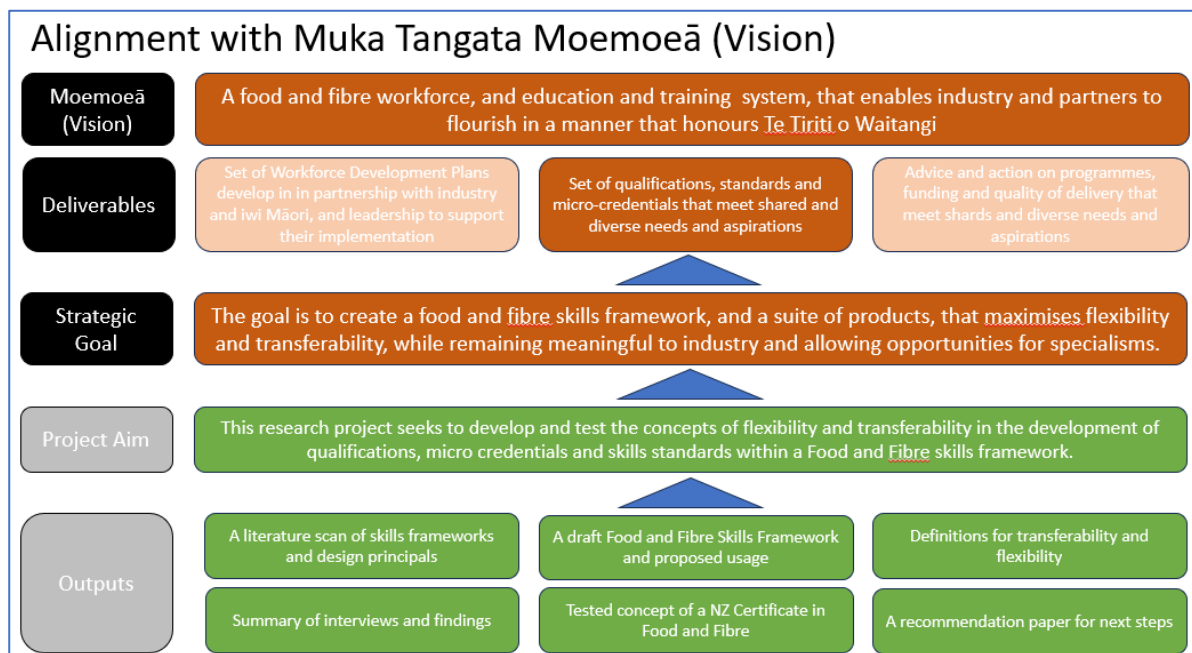 Alignment with Muka Tangata Moemoeā (Vision)
Moemoeā
(Vision)
A food and fibre workforce, and education and training system, that enables industry and partners to
flourish in a manner that honours Te Tiriti o Waitangi
Deliverables
Set of Workforce Development Plans
develop in in partnership with industry
and iwi Māori, and leadership to support
their implementation
Set of qualifications, standards and
micro-credentials that meet shared and
diverse needs and aspirations
Advice and action on programmes,
funding and quality of delivery that
meet shards and diverse needs and
aspirations
Strategic
Goal
The goal is to create a food and fibre skills framework, and a suite of products, that maximises flexibility
and transferability, while remaining meaningful to industry and allowing opportunities for specialisms.
Project Aim
This research project seeks to develop and test the concepts of flexibility and transferability in the development of
qualifications, micro credentials and skills standards within a Food and Fibre skills framework.
Outputs
A literature scan of skills frameworks
and design principals
A draft Food and Fibre Skills Framework
and proposed usage
Definitions for transferability and
flexibility
Summary of interviews and findings
Tested concept of a NZ Certificate in
Food and Fibre
A recommendation paper for next steps